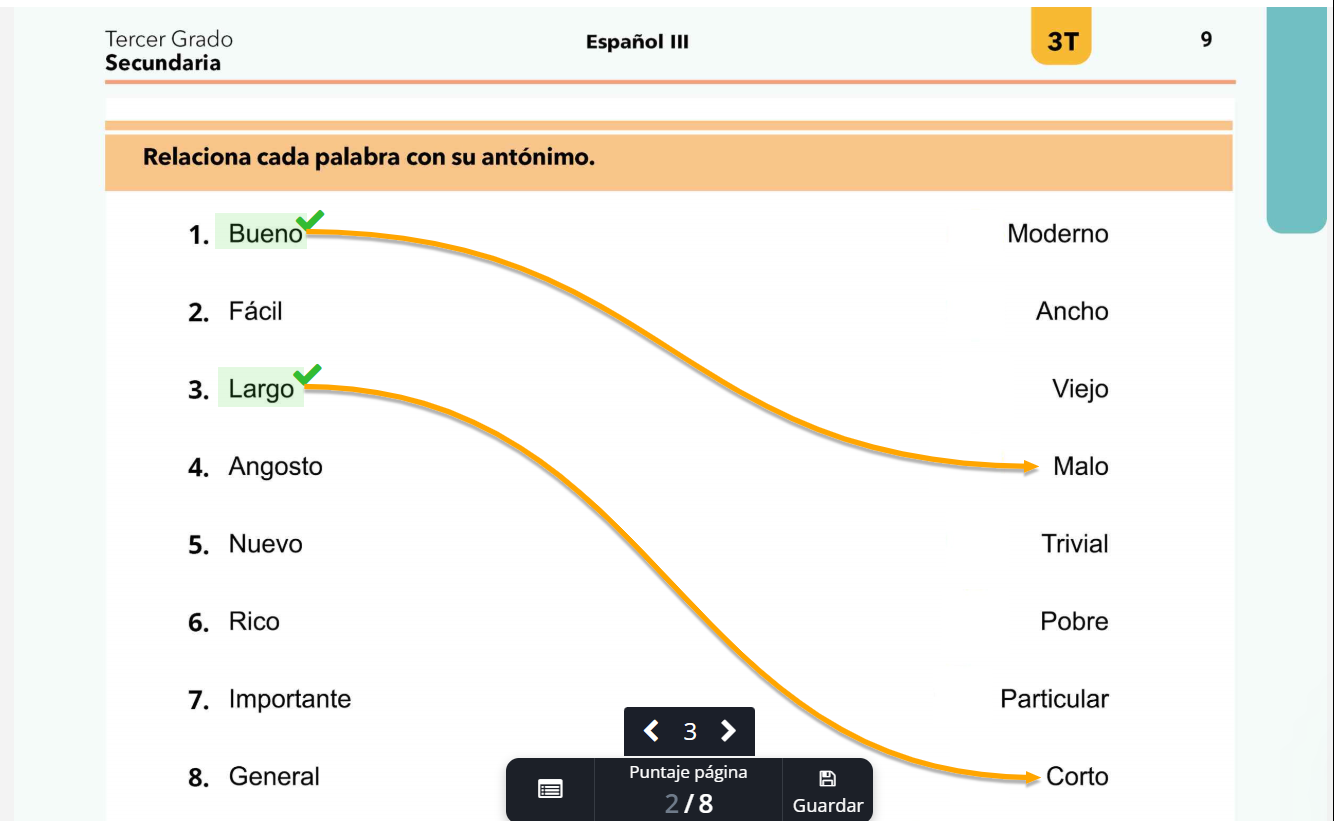 Tercer Grado
Secundaria
Español III
3T
9
Relaciona cada palabra con su antónimo.
1. Bueno
Moderno
2. Fácil
Ancho
3. Largo
Viejo
4. Angosto
Malo
5. Nuevo
Trivial
6. Rico
Pobre
7. Importante
Particular
3
8. General
Corto
Puntaje página
2 / 8
Guardar